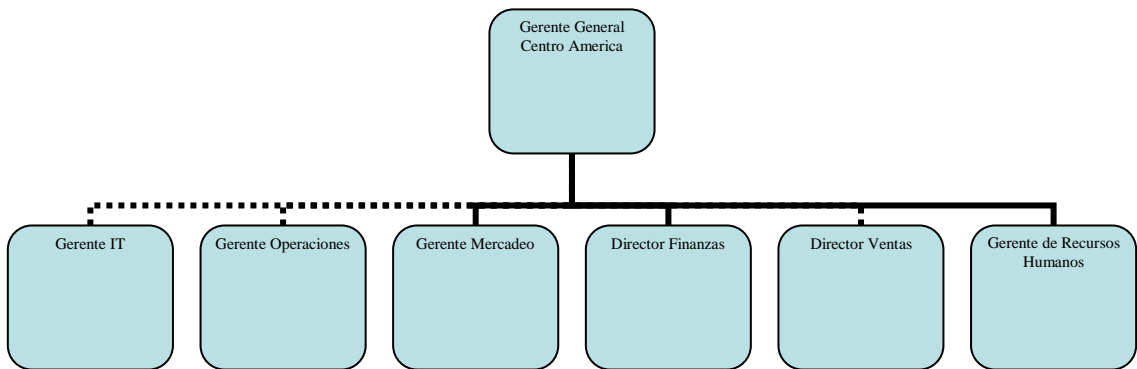 Gerente General
Centro America
Gerente IT
Gerente Operaciones
Gerente Mercadeo
Director Finanzas
Director Ventas
Gerente de Recursos
Humanos